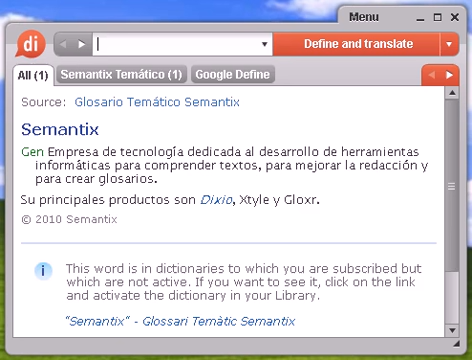 Menu
di
Define and translate
All (1) Semantix Temático (1) Google Define
Source: Glosario Temático Semantix
Semantix
Gen Empresa de tecnología dedicada al desarrollo de herramientas
informáticas para comprender textos, para mejorar la redacción y
para crear glosarios.
Su principales productos son Dixio, Xtyle y Gloxr.
© 2010 Semantix
This word is in dictionaries to which you are subscribed but
which are not active. If you want to see it, click on the link
and activate the dictionary in your Library.
"Semantix" - Glossari Temàtic Semantix